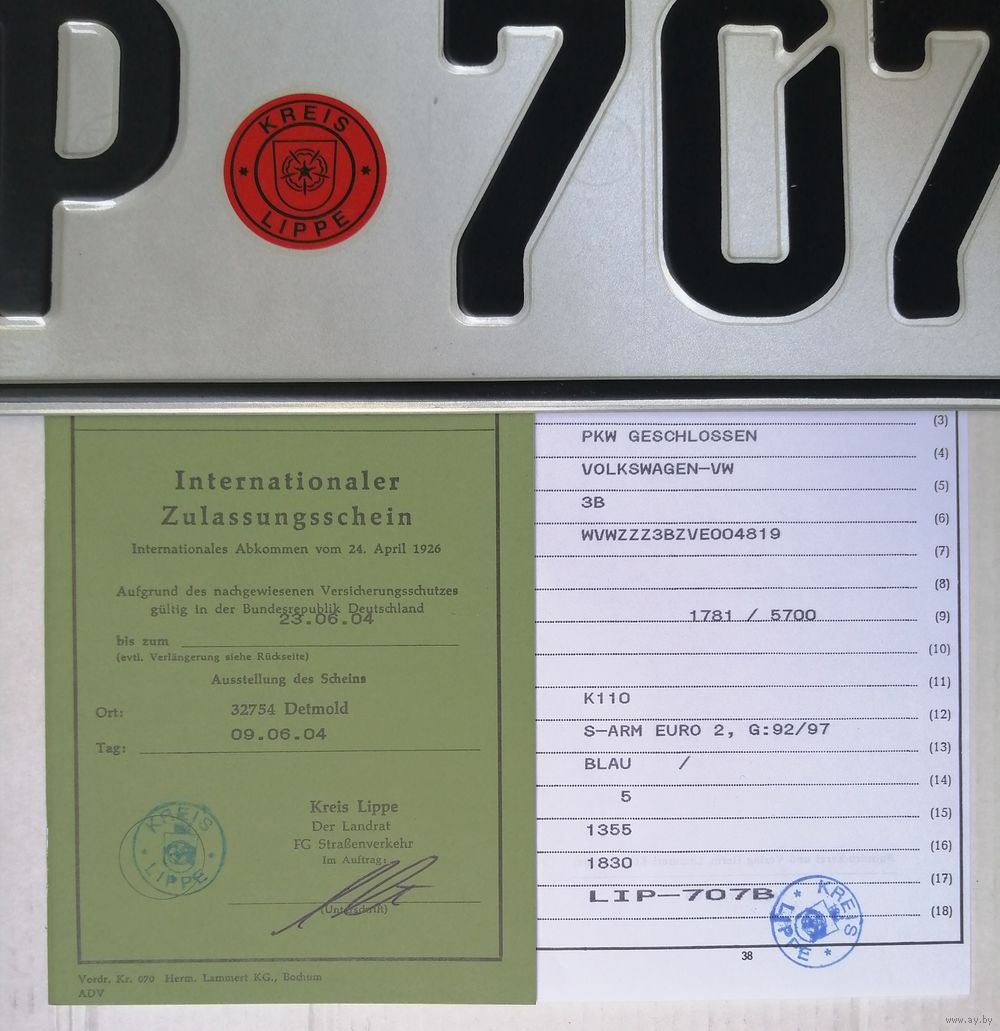 P 707
KREIS
LIPPE
Internationaler
Zulassungsschein
Internationales Abkommen vom 24. April 1926
Aufgrund des nachgewiesenen Versicherungsschutzes
gültig in der Bundesrepublik Deutschland
23.06.04
bis zum
(evtl. Verlängerung siehe Rückseite)
Ausstellung des Scheins
Ort: 32754 Detmold
09.06.04
Tag:
KREIS
LIPPE
Kreis Lippe
Der Landrat
FG Straßenverkehr
Im Auftrag:
(Unterschrift)
Vordr. Kr. 070 Herm. Lammert KG., Bochum
ADV
(3)
PKW GESCHLOSSEN
(4)
VOLKSWAGEN-VW
(5)
3B
(6)
WVWZZZ3BZVE004819
(7)
(8)
1781 / 5700
(9)
(10)
(11)
K110
(12)
S-ARM EURO 2, G:92/97
(13)
BLAU /
(14)
5
(15)
1355
(16)
1830
(17)
LIP-707B
(18)
KREIS
LIPPE
38
www.ay.by